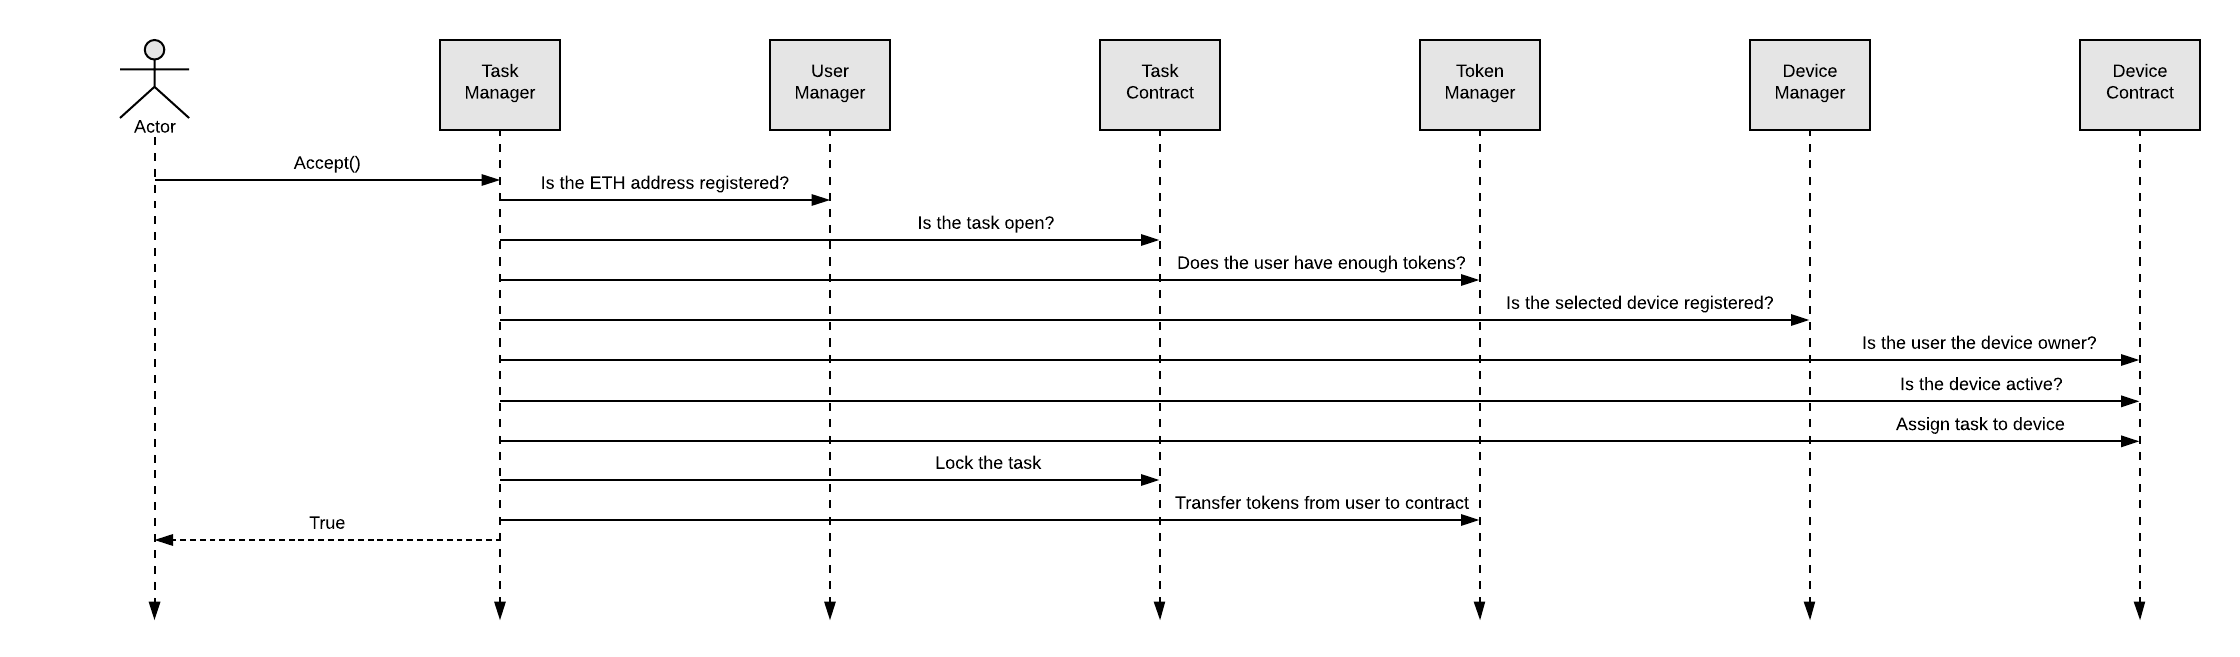 Actor
Task
Manager
User
Manager
Task
Contract
Token
Manager
Device
Manager
Device
Contract
Accept()
Is the ETH address registered?
Is the task open?
Does the user have enough tokens?
Is the selected device registered?
Is the user the device owner?
Is the device active?
Assign task to device
Lock the task
Transfer tokens from user to contract
True